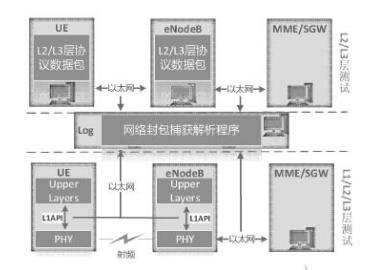 UE
eNodeB
MME/SGW
L2/L3层协
议数据包
L2/L3层协
议数据包
以太网
以太网
L2/L3层测试
Log
网络封包捕获解析程序
UE
eNodeB
MME/SGW
Upper
Layers
以太网
Upper
Layers
L1API
L1API
PHY
射频
PHY
以太网
L1/L2/L3层测试